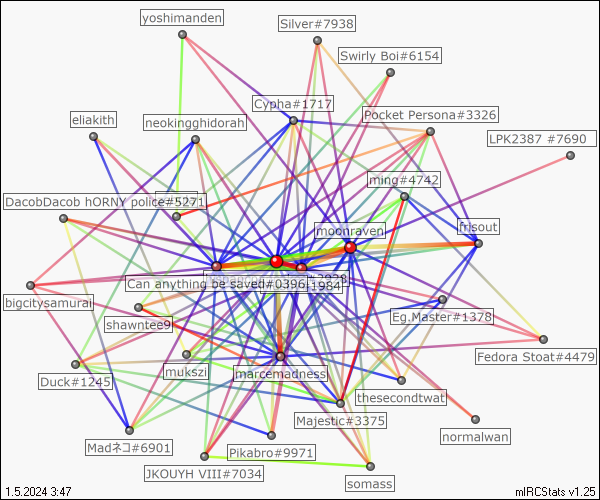 yoshimanden
Silver#7938
Swirly Boi#6154
Cypha#1717
Pocket Persona#3326
eliakith
neokingghidorah
LPK2387 #7690
ming#4742
DacobDacob hORNY police#5271
moonraven
frisout
Can anything be saved#0396
1984
bigcitysamurai
shawntee9
Eg.Master#1378
Fedora Stoat#4479
mukszi
marcemadness
Duck#1245
thesecondtwat
Majestic#3375
normalwan
Madネコ#6901
Pikabro#9971
JKOUYH VIII#7034
somass
1.5.2024 3:47
mIRCStats v1.25